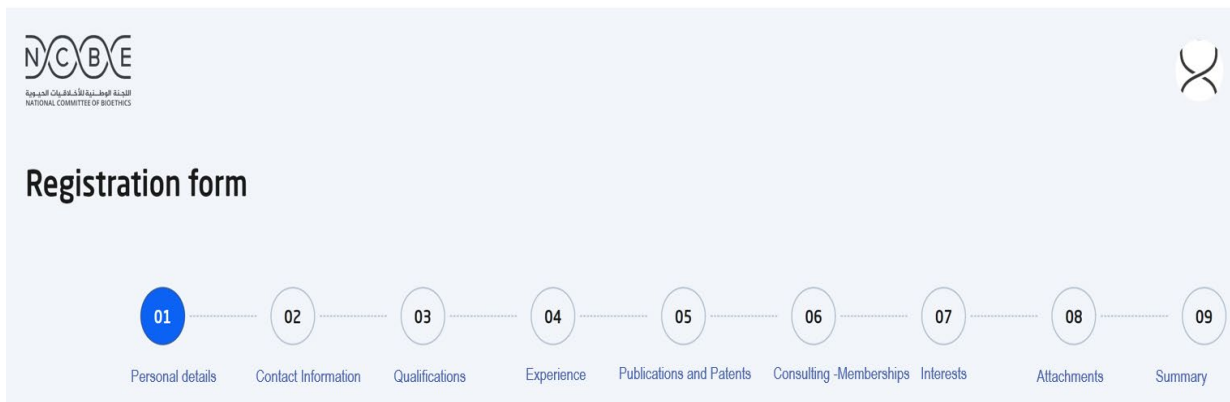 NCBE
اللجنة الوطنية للأخلاقيات الحيوية
NATIONAL COMMITTEE OF BIOETHICS
Registration form
01 02 03 04 05 06 07 08 09
Personal details Contact Information Qualifications Experience Publications and Patents Consulting -Memberships Interests Attachments Summary